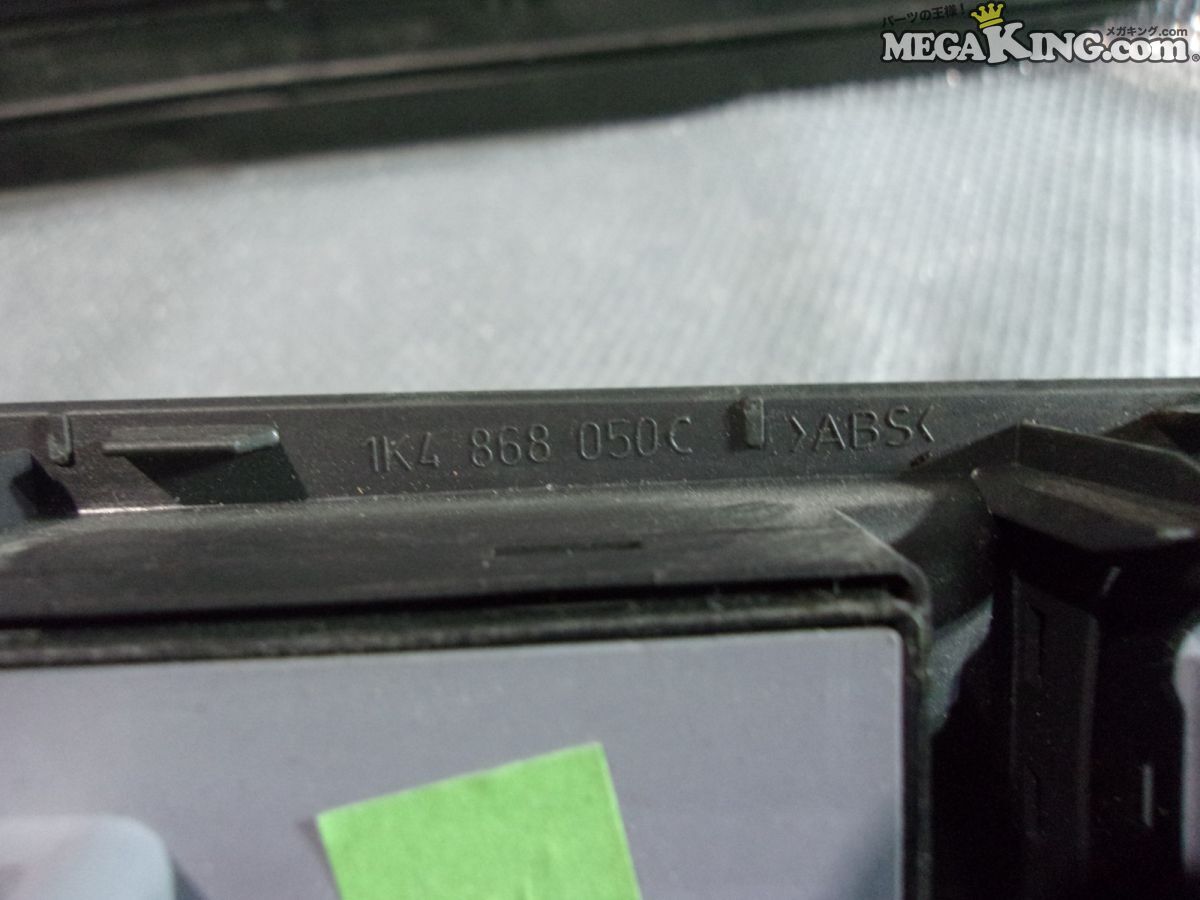 パーツの王様！
メガキング.com
MEGAKING.com®
1K4 868 050C >ABS<